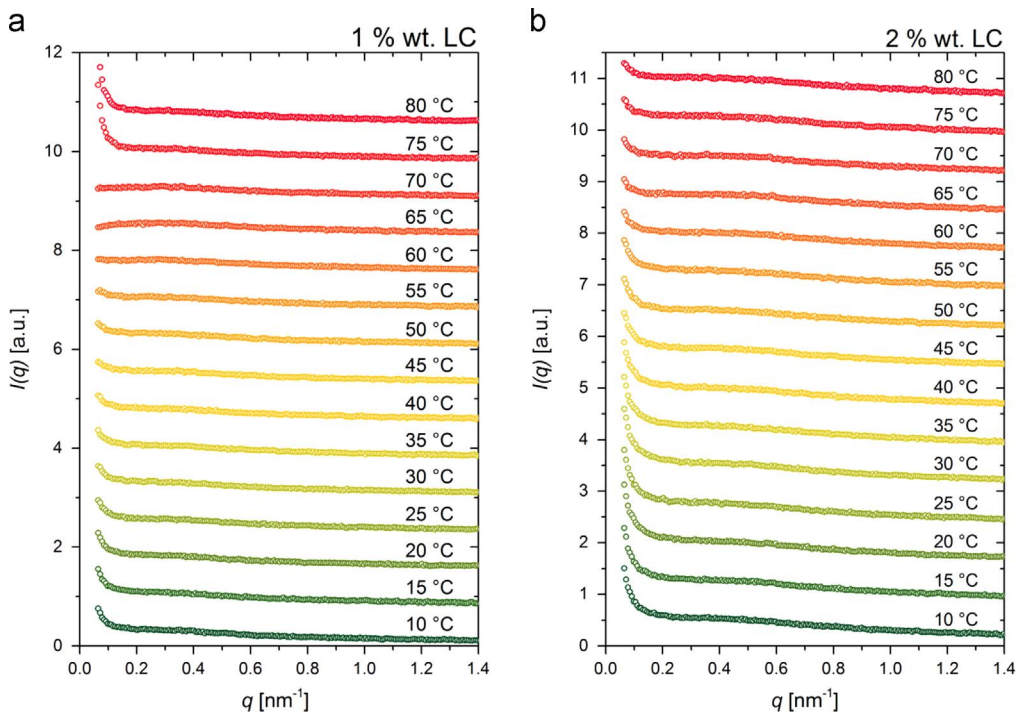 a
1 % wt. LC
12
10
8
6
4
2
0
I(q) [a.u.]
80 °C
75 °C
70 °C
65 °C
60 °C
55 °C
50 °C
45 °C
40 °C
35 °C
30 °C
25 °C
20 °C
15 °C
10 °C
0.0 0.2 0.4 0.6 0.8 1.0 1.2 1.4
q [nm⁻¹]
b
2 % wt. LC
11
10
9
8
7
6
5
4
3
2
1
0
I(q) [a.u.]
80 °C
75 °C
70 °C
65 °C
60 °C
55 °C
50 °C
45 °C
40 °C
35 °C
30 °C
25 °C
20 °C
15 °C
10 °C
0.0 0.2 0.4 0.6 0.8 1.0 1.2 1.4
q [nm⁻¹]